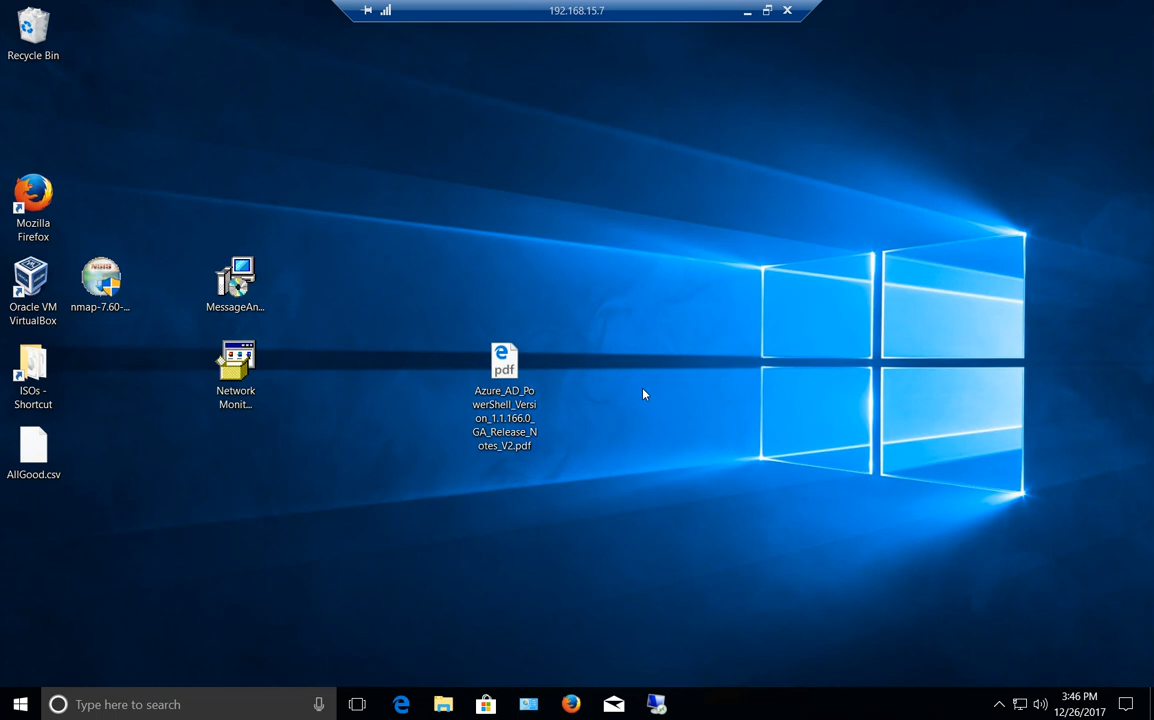 192.168.15.7
Recycle Bin
Mozilla
Firefox
Oracle VM
VirtualBox
nmap-7.60-...
MessageAn...
ISOs -
Shortcut
Network
Monit...
pdf
Azure_AD_Po
werShell_Versi
on_1.1.166.0_
GA_Release_N
otes_V2.pdf
AllGood.csv
Type here to search
3:46 PM
12/26/2017